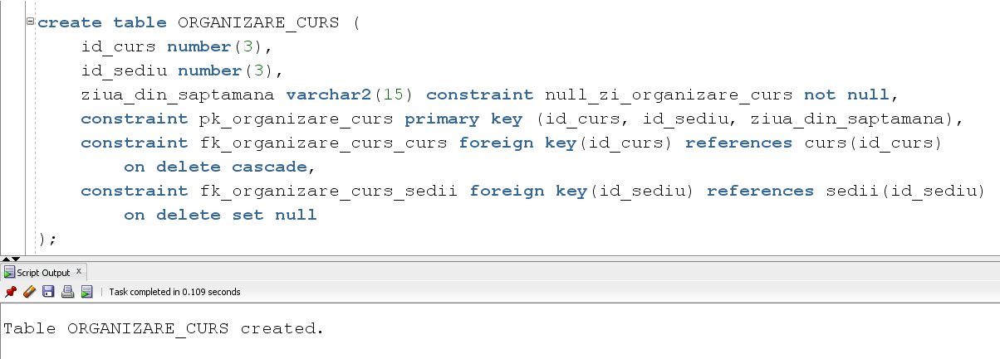 create table ORGANIZARE_CURS (
    id_curs number(3),
    id_sediu number(3),
    ziua_din_saptamana varchar2(15) constraint null_zi_organizare_curs not null,
    constraint pk_organizare_curs primary key (id_curs, id_sediu, ziua_din_saptamana),
    constraint fk_organizare_curs_curs foreign key(id_curs) references curs(id_curs)
        on delete cascade,
    constraint fk_organizare_curs_sedii foreign key(id_sediu) references sedii(id_sediu)
        on delete set null
);
Script Output x
Task completed in 0.109 seconds
Table ORGANIZARE_CURS created.